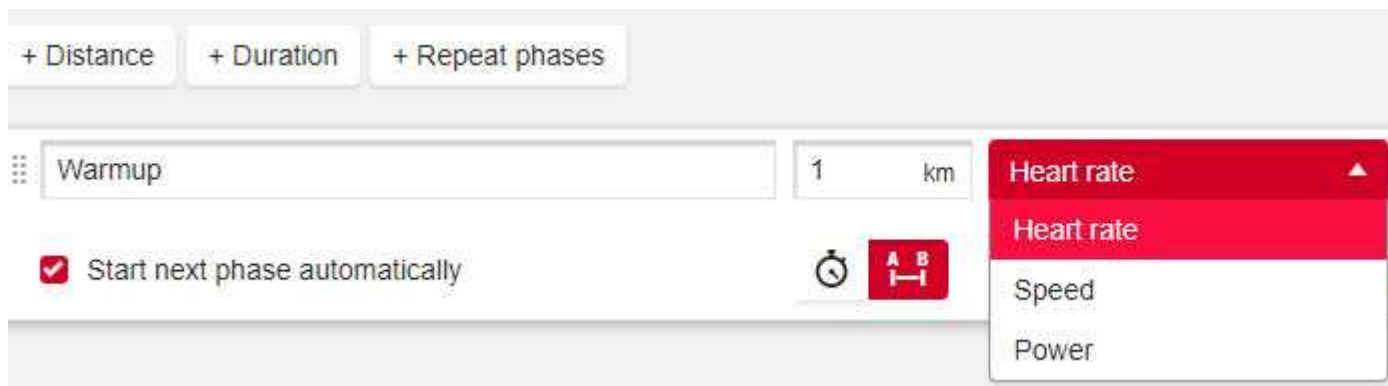 + Distance + Duration + Repeat phases
Warmup 1 km Heart rate
Heart rate
Start next phase automatically A B
Speed
Power